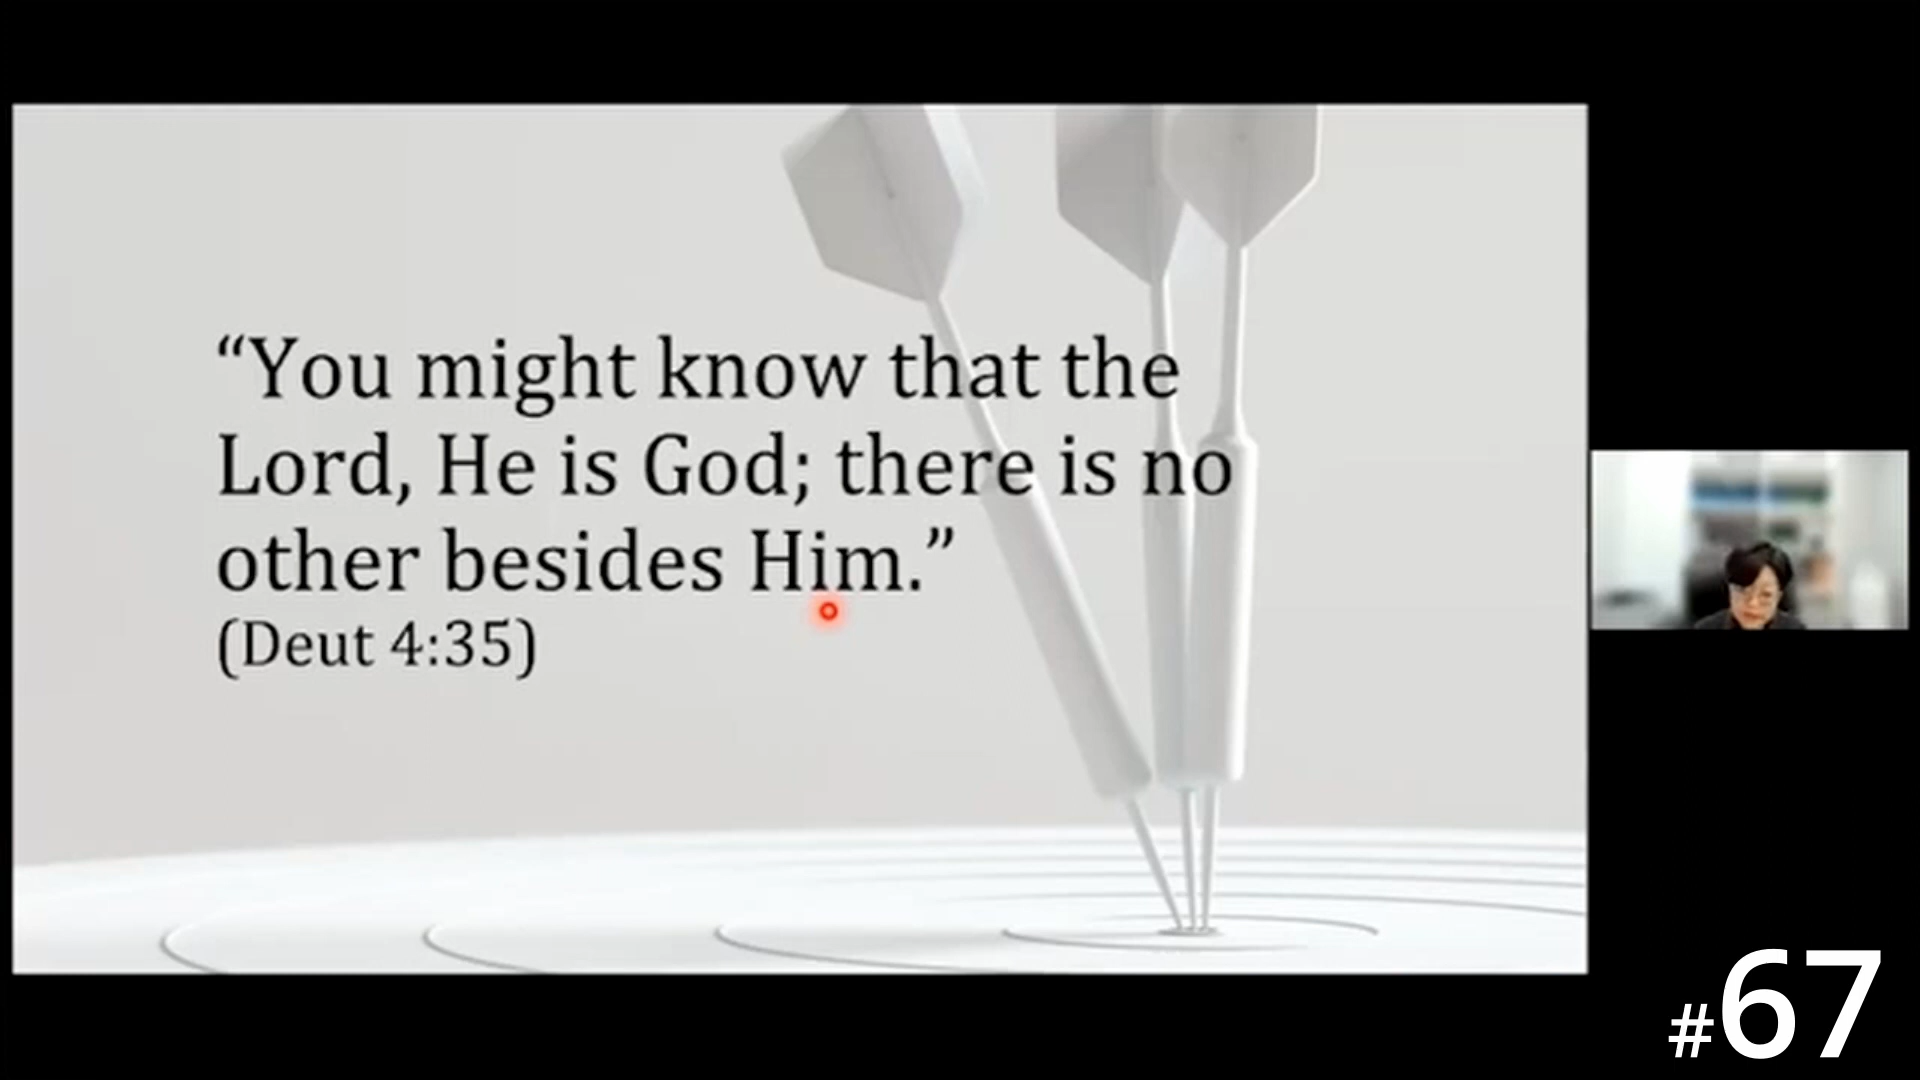 “You might know that the
Lord, He is God; there is no
other besides Him.”
(Deut 4:35)
#67